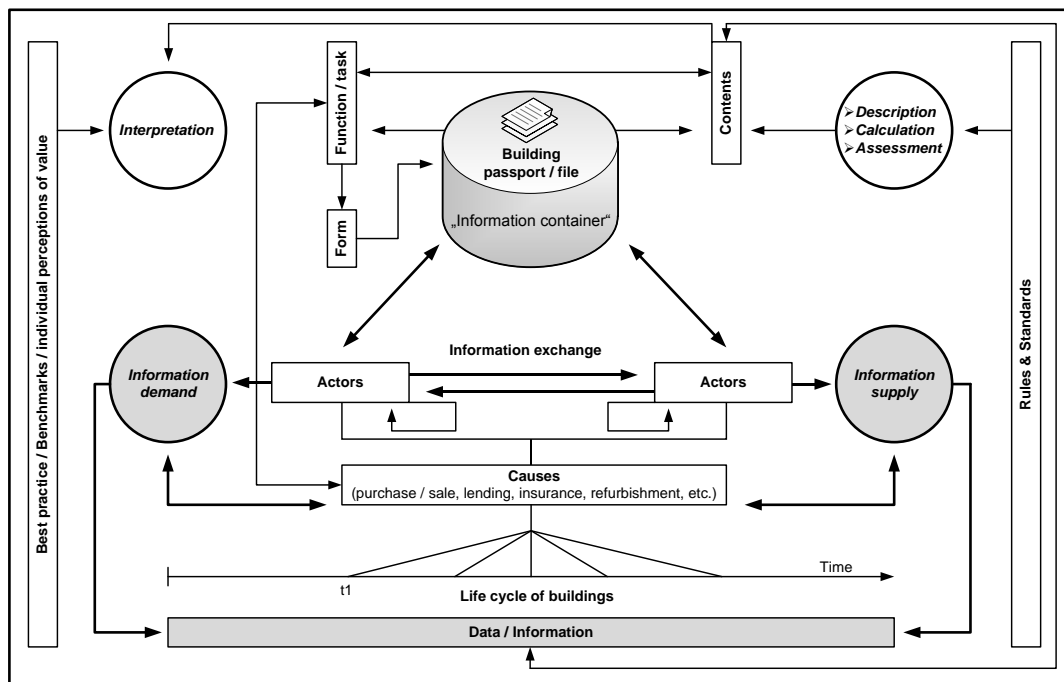 Best practice / Benchmarks / individual perceptions of value
Interpretation
Function / task
Form
Building
passport / file
„Information container“
Contents
➢ Description
➢ Calculation
➢ Assessment
Rules & Standards
Information
demand
Actors
Information exchange
Actors
Information
supply
Causes
(purchase / sale, lending, insurance, refurbishment, etc.)
Time
t1
Life cycle of buildings
Data / Information